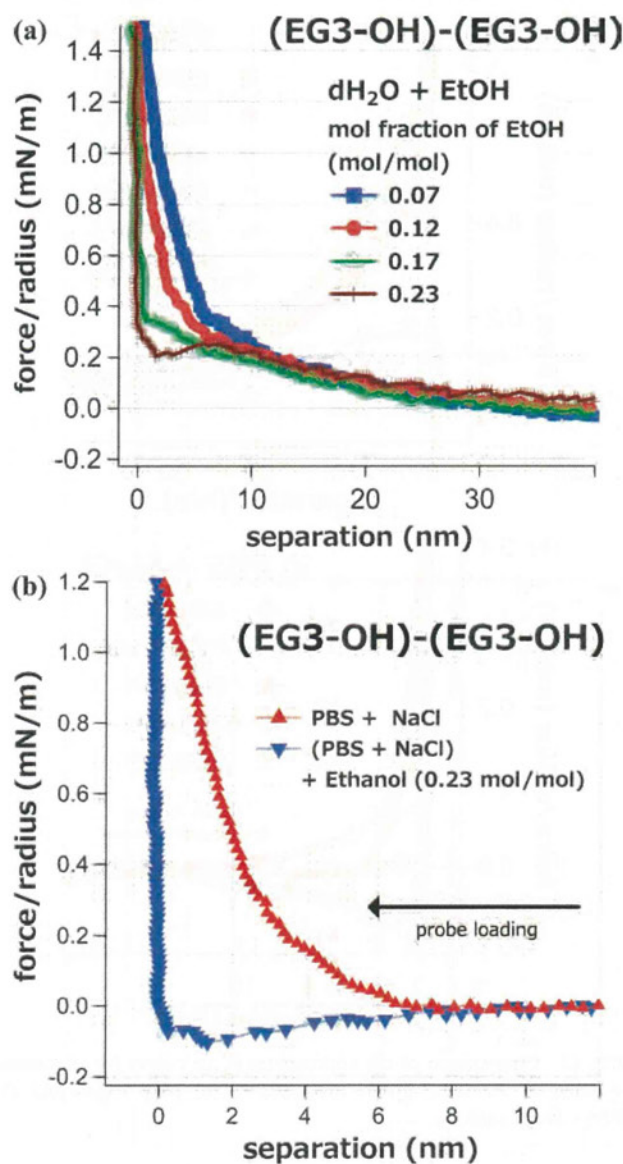 (a)
(EG3-OH)-(EG3-OH)
dH₂O + EtOH
mol fraction of EtOH
(mol/mol)
0.07
0.12
0.17
0.23
force/radius (mN/m)
1.4
1.2
1.0
0.8
0.6
0.4
0.2
0.0
-0.2
0 10 20 30
separation (nm)
(b)
(EG3-OH)-(EG3-OH)
PBS + NaCl
(PBS + NaCl)
+ Ethanol (0.23 mol/mol)
probe loading
force/radius (mN/m)
1.2
1.0
0.8
0.6
0.4
0.2
0.0
-0.2
0 2 4 6 8 10
separation (nm)